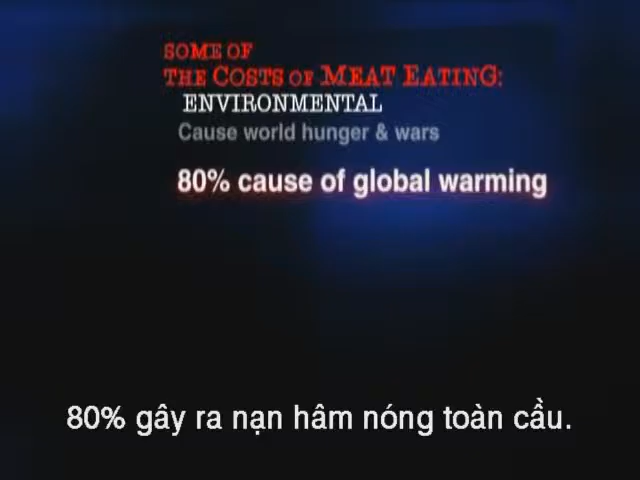 SOME OF
THE COSTS OF MEAT EATING:
ENVIRONMENTAL
Cause world hunger & wars
80% cause of global warming
80% gây ra nạn hâm nóng toàn cầu.